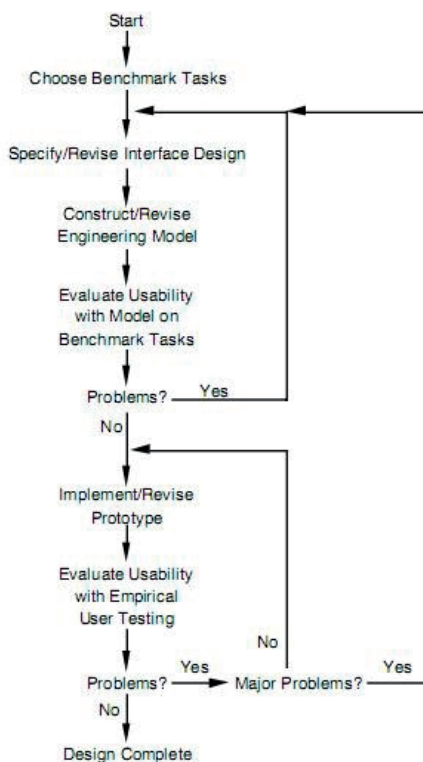 Start
Choose Benchmark Tasks
Specify/Revise Interface Design
Construct/Revise
Engineering Model
Evaluate Usability
with Model on
Benchmark Tasks
Problems? Yes
No
Implement/Revise
Prototype
Evaluate Usability
with Empirical
User Testing
No
Problems? Yes Major Problems? Yes
No
Design Complete